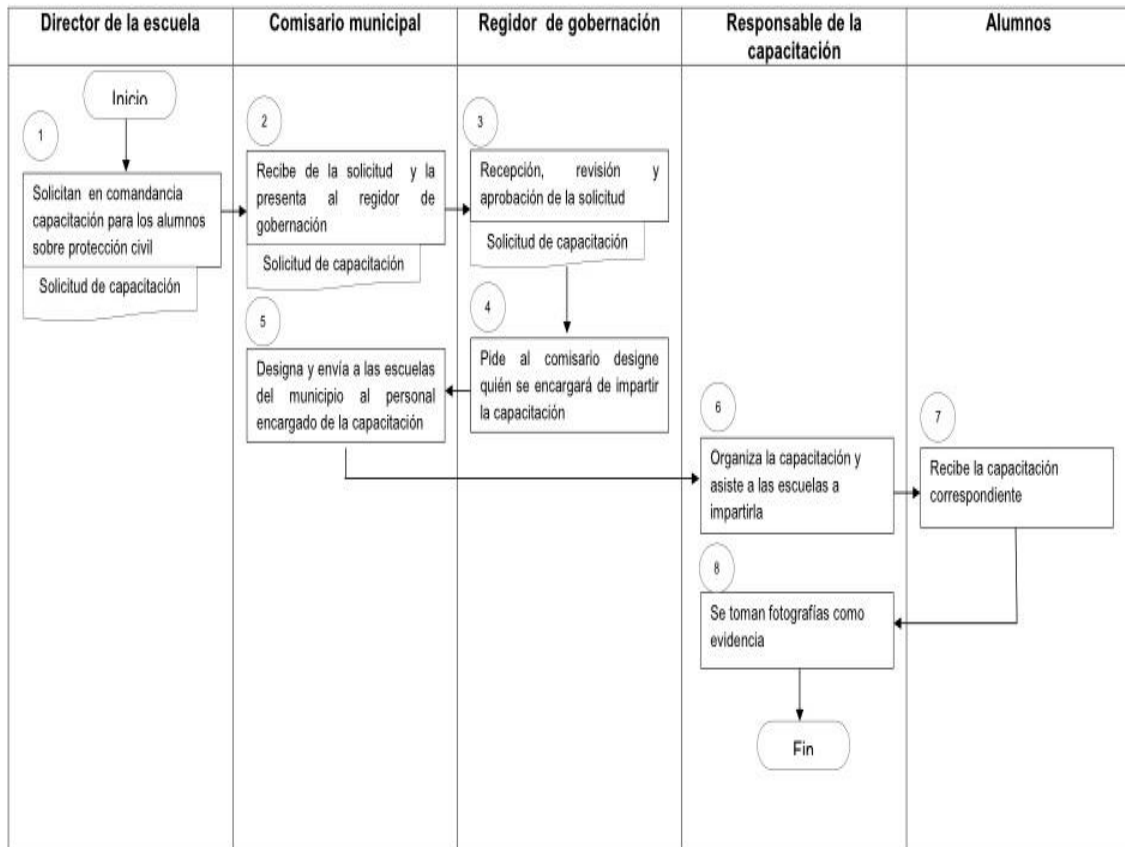 Director de la escuela
Comisario municipal
Regidor de gobernación
Responsable de la
capacitación
Alumnos
Inicio
1
Solicitan en comandancia
capacitación para los alumnos
sobre protección civil
Solicitud de capacitación
2
Recibe de la solicitud y la
presenta al regidor de
gobernación
Solicitud de capacitación
3
Recepción, revisión y
aprobación de la solicitud
Solicitud de capacitación
4
Pide al comisario designe
quién se encargará de impartir
la capacitación
5
Designa y envía a las escuelas
del municipio al personal
encargado de la capacitación
6
Organiza la capacitación y
asiste a las escuelas a
impartirla
7
Recibe la capacitación
correspondiente
8
Se toman fotografías como
evidencia
Fin